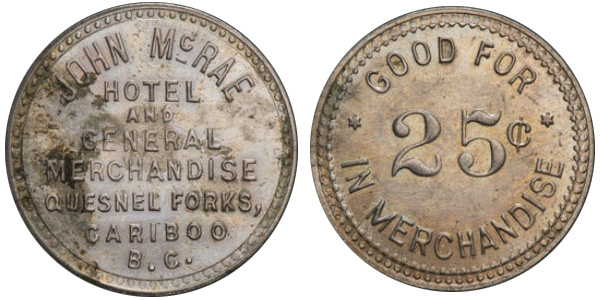 JOHN McRAE
HOTEL
AND
GENERAL
MERCHANDISE
QUESNEL FORKS,
CARIBOO
B.C.
GOOD FOR
* 25¢ *
IN MERCHANDISE